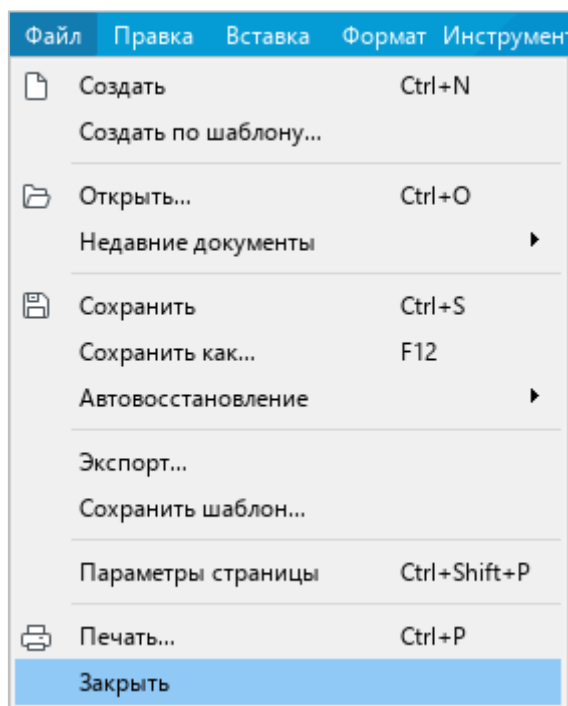 Файл Правка Вставка Формат Инструмент
Создать Ctrl+N
Создать по шаблону...
Открыть... Ctrl+O
Недавние документы
Сохранить Ctrl+S
Сохранить как... F12
Автовосстановление
Экспорт...
Сохранить шаблон...
Параметры страницы Ctrl+Shift+P
Печать... Ctrl+P
Закрыть